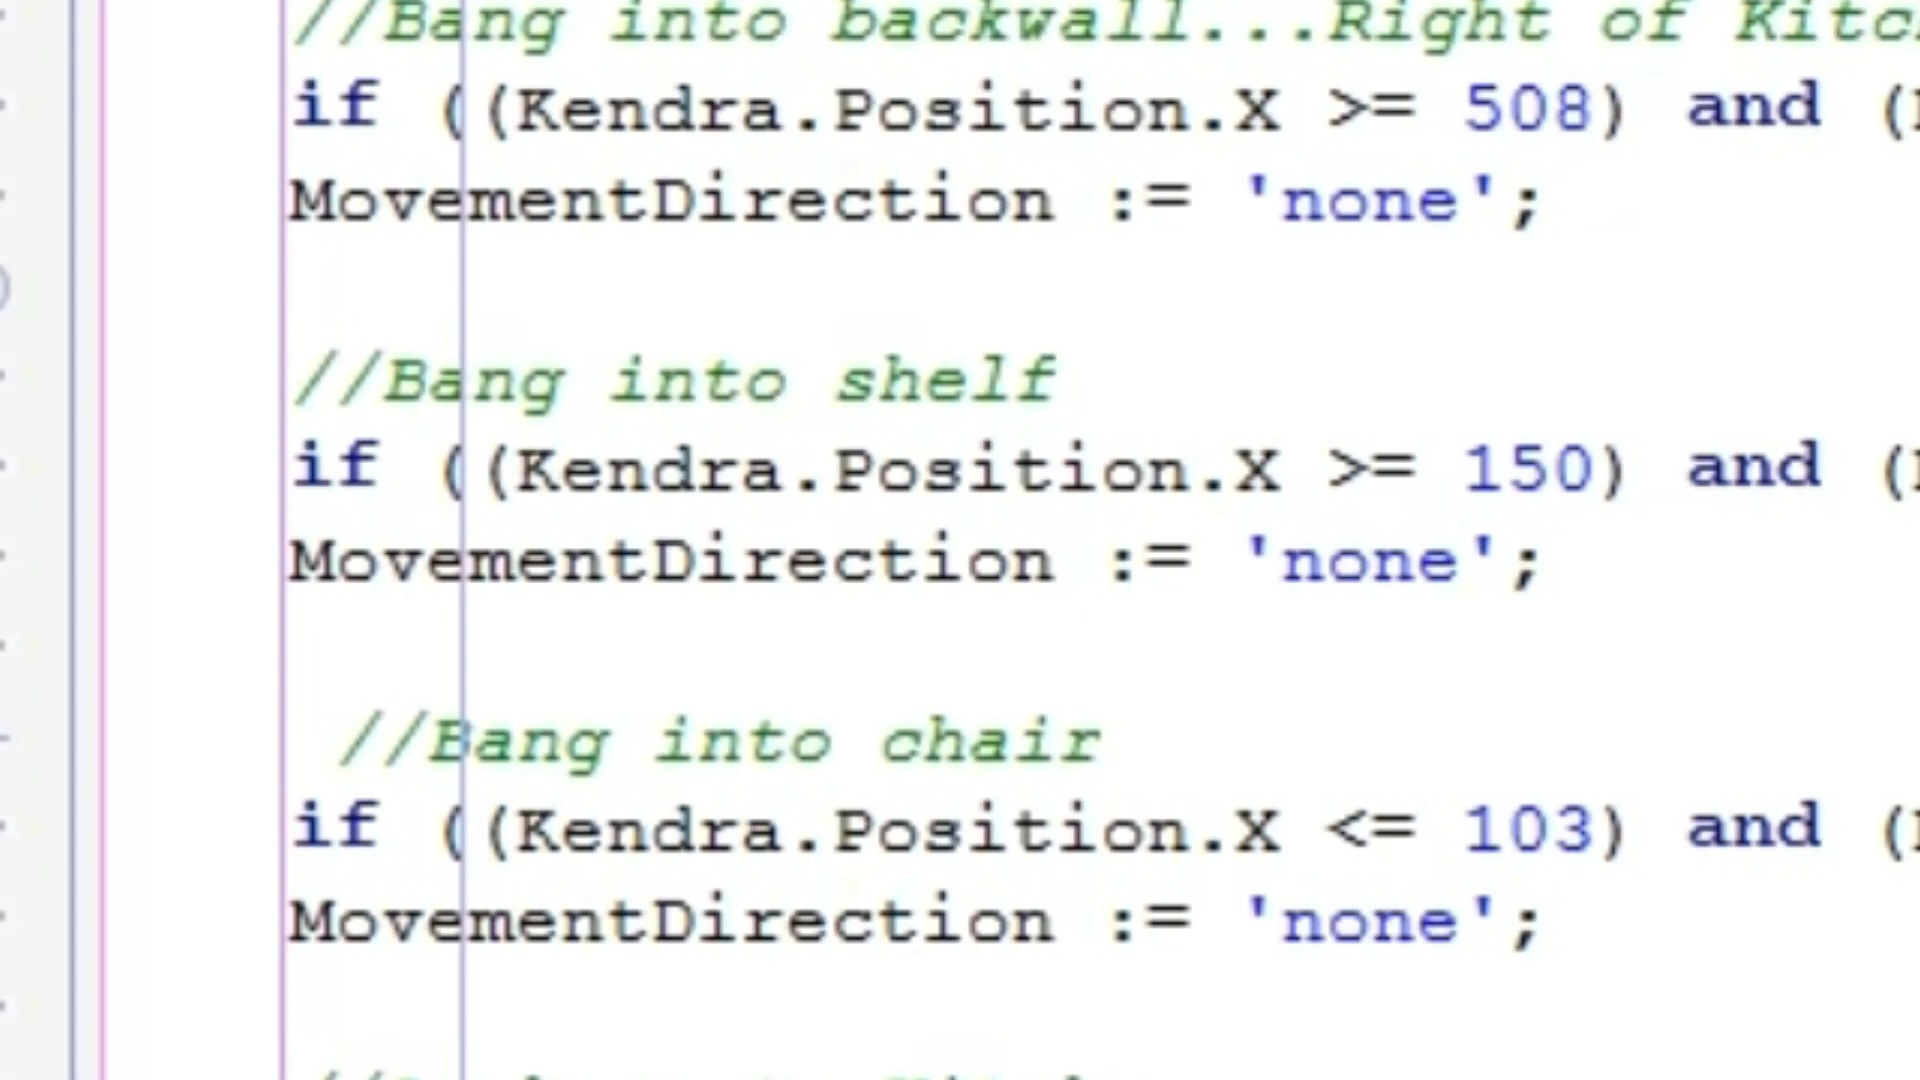 //Bang into backwall...Right of
if ((Kendra.Position.X >= 508) and (
MovementDirection := 'none';
//Bang into shelf
if ((Kendra.Position.X >= 150) and (
MovementDirection := 'none';
//Bang into chair
if ((Kendra.Position.X <= 103) and (
MovementDirection := 'none';